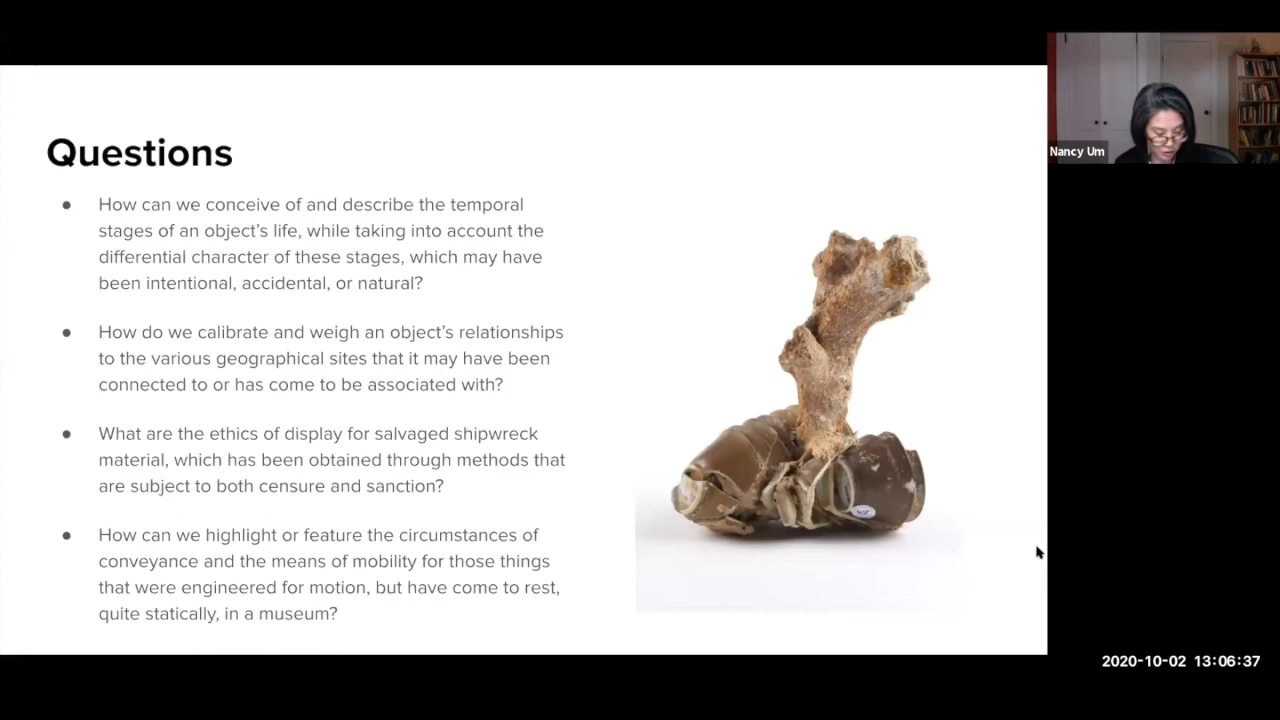 Questions
● How can we conceive of and describe the temporal
stages of an object's life, while taking into account the
differential character of these stages, which may have
been intentional, accidental, or natural?
● How do we calibrate and weigh an object's relationships
to the various geographical sites that it may have been
connected to or has come to be associated with?
● What are the ethics of display for salvaged shipwreck
material, which has been obtained through methods that
are subject to both censure and sanction?
● How can we highlight or feature the circumstances of
conveyance and the means of mobility for those things
that were engineered for motion, but have come to rest,
quite statically, in a museum?
Nancy Um
2020-10-02 13:06:37